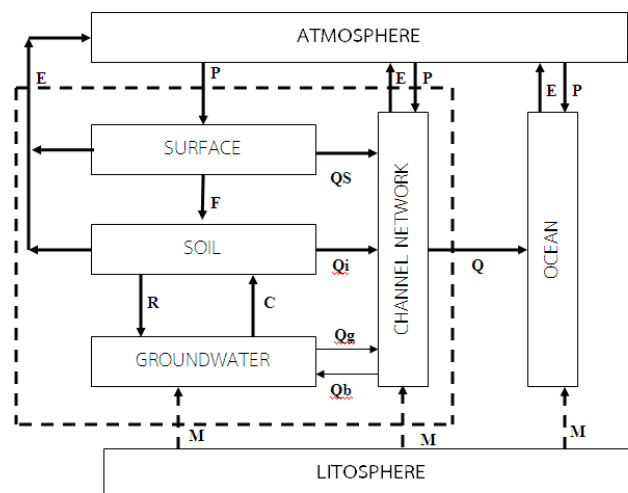 ATMOSPHERE
E P E P E P
SURFACE
QS
F
SOIL
Qi
Q
R C
CHANNEL NETWORK
OCEAN
GROUNDWATER
Qg
Qb
M M M
LITOSPHERE